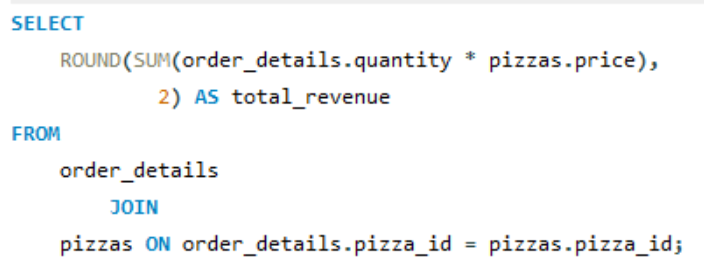 SELECT
ROUND(SUM(order_details.quantity * pizzas.price),
2) AS total_revenue
FROM
order_details
JOIN
pizzas ON order_details.pizza_id = pizzas.pizza_id;